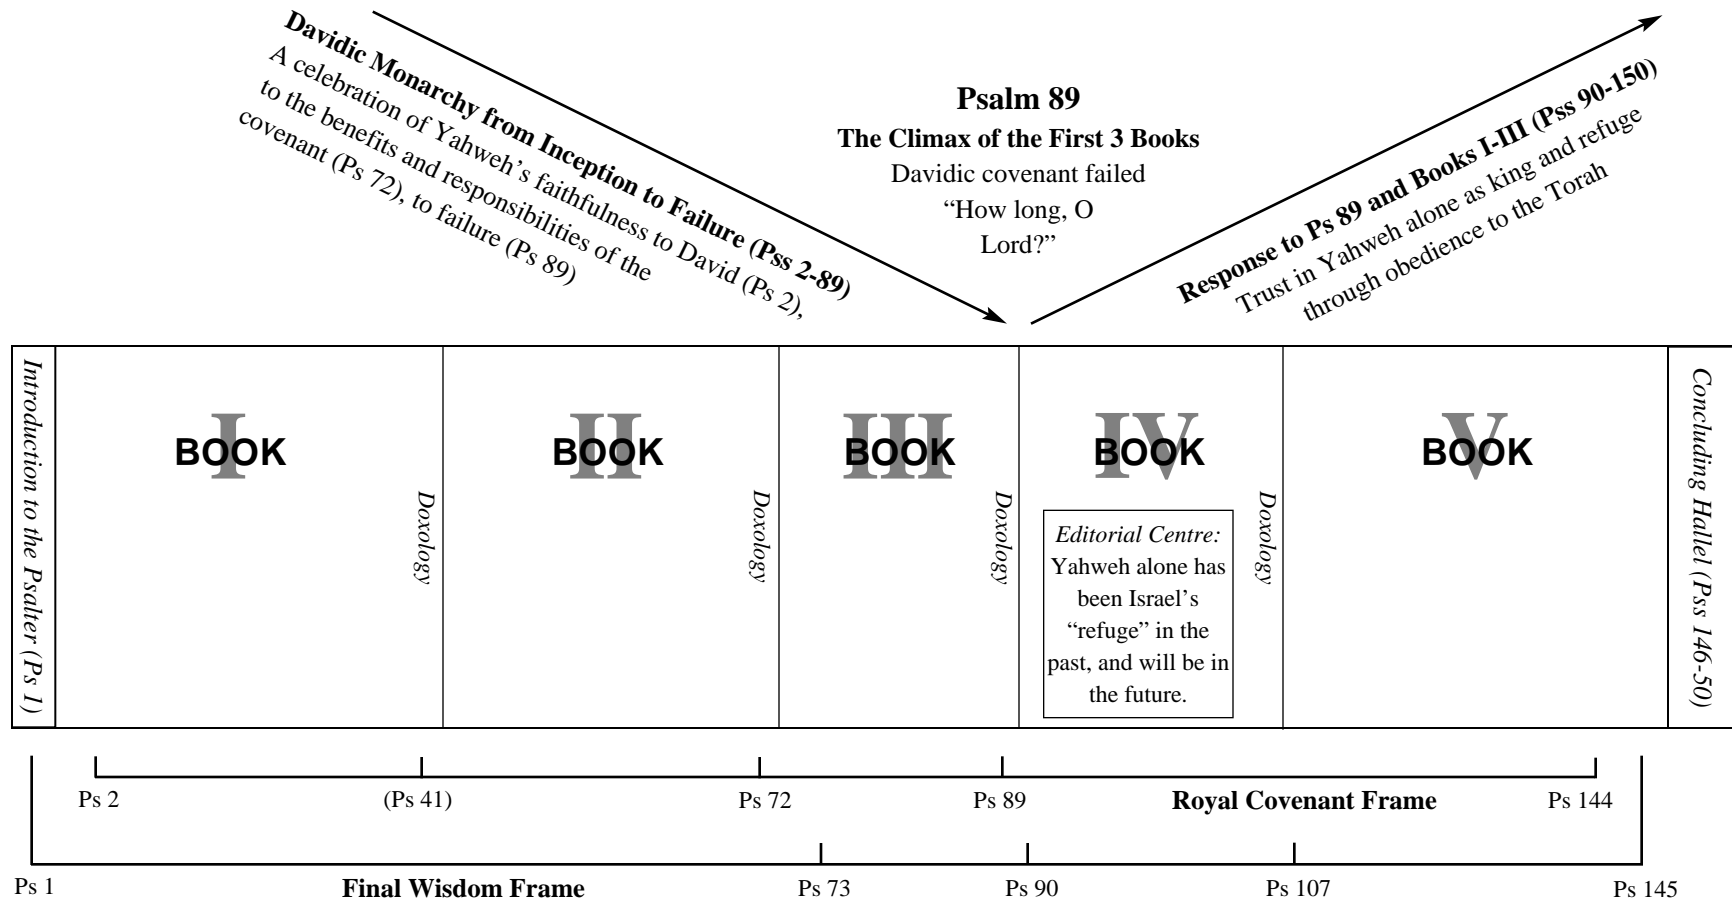 Davidic Monarchy from Inception to Failure (Pss 2-89)
A celebration of Yahweh’s faithfulness to David (Ps 2),
to the benefits and responsibilities of the
covenant (Ps 72), to failure (Ps 89)
Psalm 89
The Climax of the First 3 Books
Davidic covenant failed
“How long, O
Lord?”
Response to Ps 89 and Books I-III (Pss 90-150)
Trust in Yahweh alone as king and refuge
through obedience to the Torah
Introduction to the Psalter (Ps 1)
BOOK I
Doxology
BOOK II
Doxology
BOOK III
Doxology
BOOK IV
Editorial Centre:
Yahweh alone has
been Israel’s
“refuge” in the
past, and will be in
the future.
Doxology
BOOK V
Concluding Hallel (Pss 146-50)
Ps 2 (Ps 41) Ps 72 Ps 89 Royal Covenant Frame Ps 144
Ps 1 Final Wisdom Frame Ps 73 Ps 90 Ps 107 Ps 145